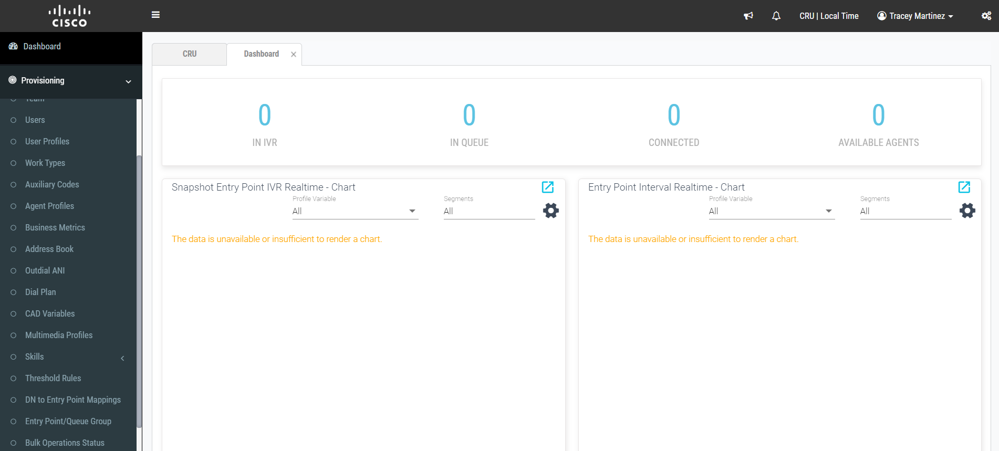 CISCO
CRU | Local Time
Tracey Martinez
Dashboard
Provisioning
Team
Users
User Profiles
Work Types
Auxiliary Codes
Agent Profiles
Business Metrics
Address Book
Outdial ANI
Dial Plan
CAD Variables
Multimedia Profiles
Skills
Threshold Rules
DN to Entry Point Mappings
Entry Point/Queue Group
Bulk Operations Status
CRU
Dashboard
0
IN IVR
0
IN QUEUE
0
CONNECTED
0
AVAILABLE AGENTS
Snapshot Entry Point IVR Realtime - Chart
Profile Variable
All
Segments
All
The data is unavailable or insufficient to render a chart.
Entry Point Interval Realtime - Chart
Profile Variable
All
Segments
All
The data is unavailable or insufficient to render a chart.